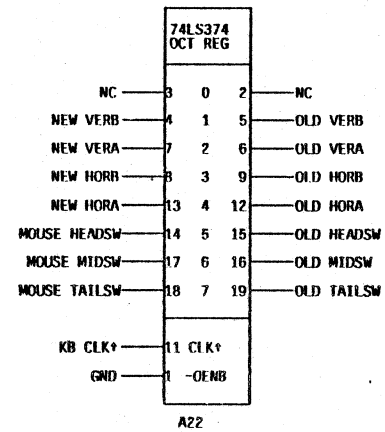 74LS374
OCT REG
NC 3 0 2 NC
NEW VERB 4 1 5 OLD VERB
NEW VERA 7 2 6 OLD VERA
NEW HORB 8 3 9 OLD HORB
NEW HORA 13 4 12 OLD HORA
MOUSE HEADSW 14 5 15 OLD HEADSW
MOUSE MIDSW 17 6 16 OLD MIDSW
MOUSE TAILSW 18 7 19 OLD TAILSW
KB CLK↑ 11 CLK↑
GND 1 -OENB
A22